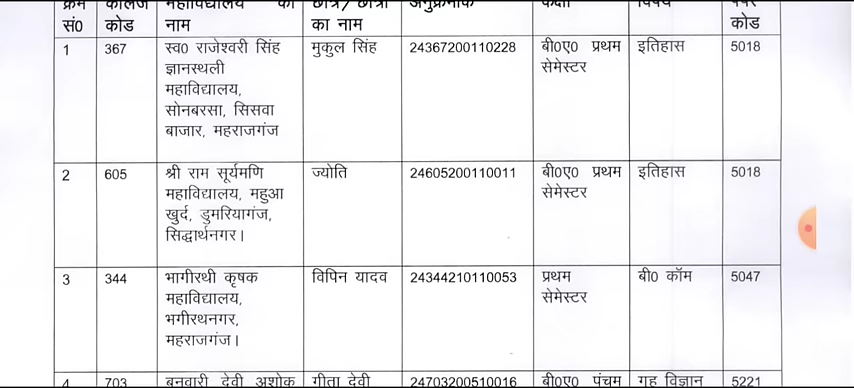 क्रम कॉलेज महाविद्यालय का छात्र/छात्रा अनुक्रमांक कक्षा विषय पेपर
सं0 कोड नाम का नाम कोड
1 367 स्व0 राजेश्वरी सिंह मुकुल सिंह 24367200110228 बी0ए0 प्रथम इतिहास 5018
ज्ञानस्थली सेमेस्टर
महाविद्यालय,
सोनबरसा, सिसवा
बाजार, महराजगंज
2 605 श्री राम सूर्यमणि ज्योति 24605200110011 बी0ए0 प्रथम इतिहास 5018
महाविद्यालय, महुआ सेमेस्टर
खुर्द, डुमरियागंज,
सिद्धार्थनगर।
3 344 भागीरथी कृषक विपिन यादव 24344210110053 प्रथम बी0 कॉम 5047
महाविद्यालय, सेमेस्टर
भगीरथनगर,
महराजगंज।
4 703 बनवारी देवी अशोक गीता देवी 24703200510016 बी0ए0 पंचम गृह विज्ञान 5221